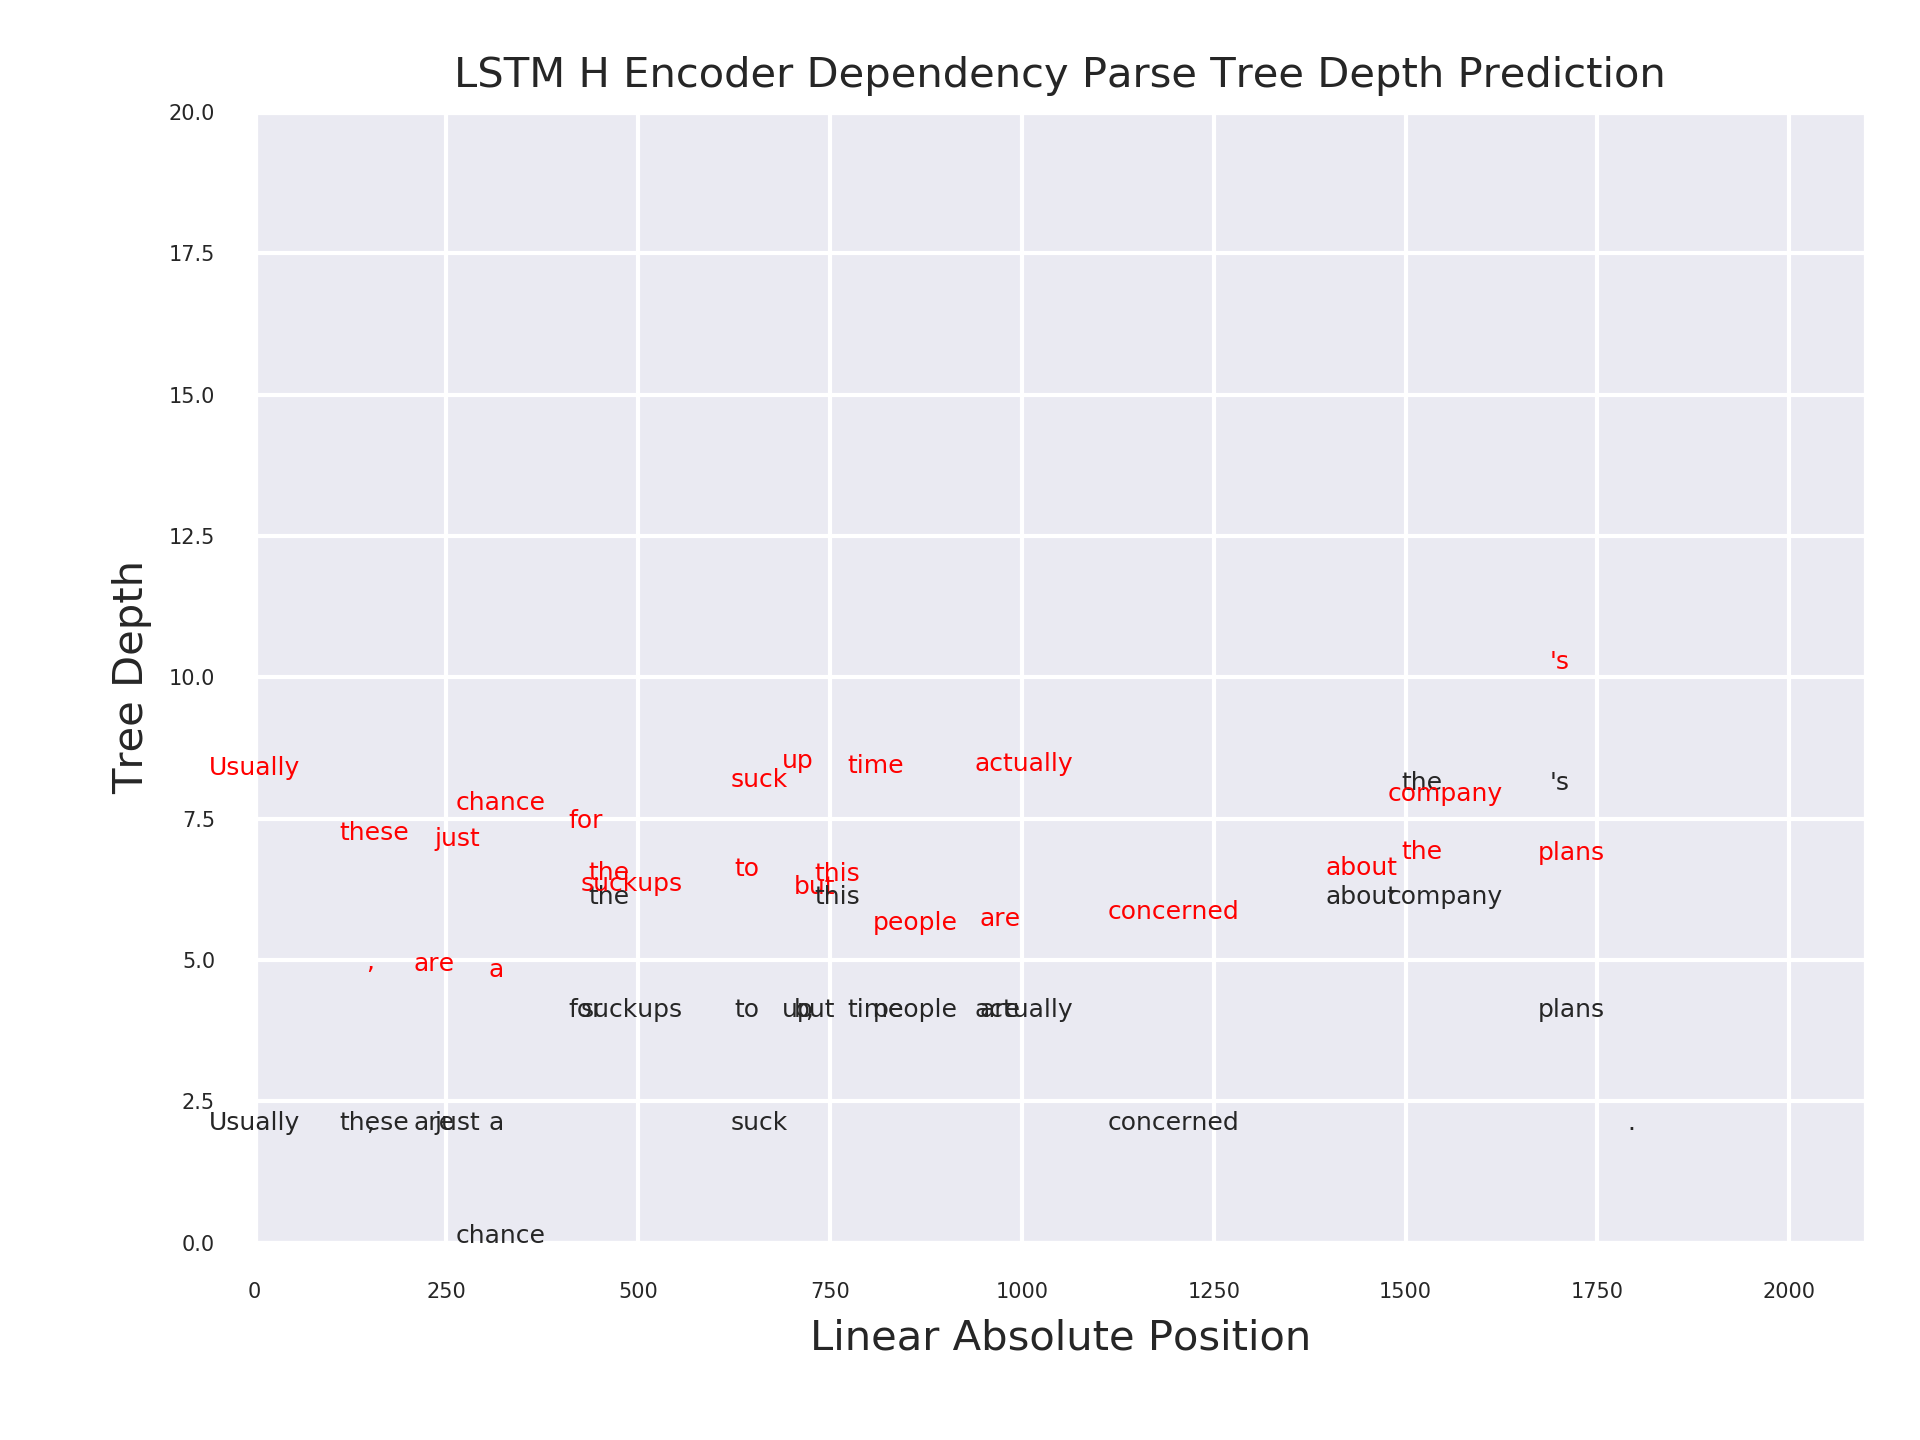 LSTM H Encoder Dependency Parse Tree Depth Prediction
20.0
17.5
15.0
12.5
10.0
7.5
5.0
2.5
0.0
Tree Depth
's
Usually
suck
up
time
actually
the
's
company
chance
for
these
just
the
suckups
to
this
but
the
plans
about
the
this
about
company
people
are
concerned
,
are
a
for
suckups
to
up
but
time
people
are
actually
plans
Usually
these
,
are
just
a
suck
concerned
.
chance
0 250 500 750 1000 1250 1500 1750 2000
Linear Absolute Position